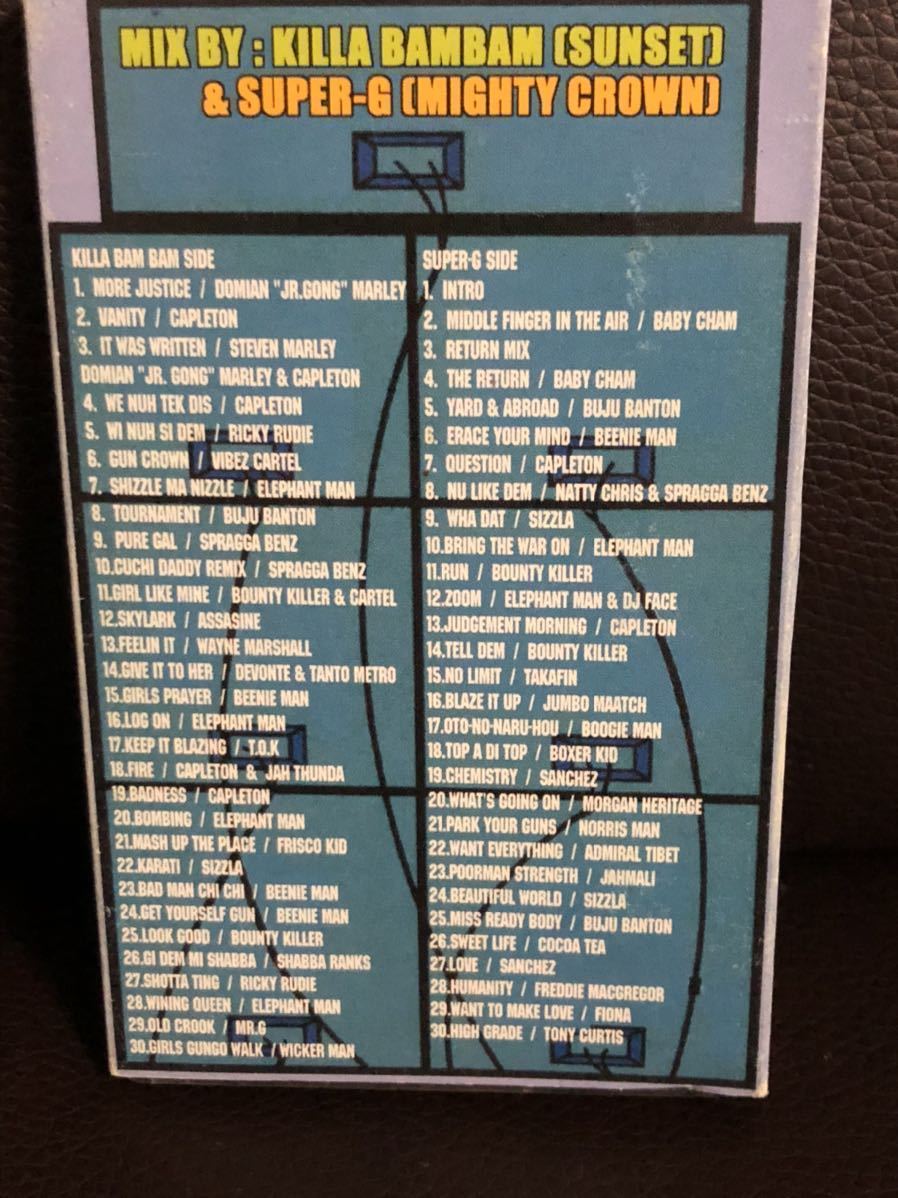 MIX BY : KILLA BAMBAM (SUNSET)
& SUPER-G (MIGHTY CROWN)
KILLA BAM BAM SIDE
1. MORE JUSTICE / DOMIAN "JR.GONG" MARLEY
2. VANITY / CAPLETON
3. IT WAS WRITTEN / STEVEN MARLEY
DOMIAN "JR. GONG" MARLEY & CAPLETON
4. WE NUH TEK DIS / CAPLETON
5. WI NUH SI DEM / RICKY RUDIE
6. GUN CROWN / VIBEZ CARTEL
7. SHIZZLE MA NIZZLE / ELEPHANT MAN
8. TOURNAMENT / BUJU BANTON
9. PURE GAL / SPRAGGA BENZ
10.CUCHI DADDY REMIX / SPRAGGA BENZ
11.GIRL LIKE MINE / BOUNTY KILLER & CARTEL
12.SKYLARK / ASSASINE
13.FEELIN IT / WAYNE MARSHALL
14.GIVE IT TO HER / DEVONTE & TANTO METRO
15.GIRLS PRAYER / BEENIE MAN
16.LOG ON / ELEPHANT MAN
17.KEEP IT BLAZING / T.O.K
18.FIRE / CAPLETON & JAH THUNDA
19.BADNESS / CAPLETON
20.BOMBING / ELEPHANT MAN
21.MASH UP THE PLACE / FRISCO KID
22.KARATI / SIZZLA
23.BAD MAN CHI CHI / BEENIE MAN
24.GET YOURSELF GUN / BEENIE MAN
25.LOOK GOOD / BOUNTY KILLER
26.GI DEM MI SHABBA / SHABBA RANKS
27.SHOTTA TING / RICKY RUDIE
28.WINING QUEEN / ELEPHANT MAN
29.OLD CROOK / MR.G
30.GIRLS GUNGO WALK / WICKER MAN
SUPER-G SIDE
1. INTRO
2. MIDDLE FINGER IN THE AIR / BABY CHAM
3. RETURN MIX
4. THE RETURN / BABY CHAM
5. YARD & ABROAD / BUJU BANTON
6. ERACE YOUR MIND / BEENIE MAN
7. QUESTION / CAPLETON
8. NU LIKE DEM / NATTY CHRIS & SPRAGGA BENZ
9. WHA DAT / SIZZLA
10.BRING THE WAR ON / ELEPHANT MAN
11.RUN / BOUNTY KILLER
12.ZOOM / ELEPHANT MAN & DJ FACE
13.JUDGEMENT MORNING / CAPLETON
14.TELL DEM / BOUNTY KILLER
15.NO LIMIT / TAKAFIN
16.BLAZE IT UP / JUMBO MAATCH
17.OTO-NO-NARU-HOU / BOOGIE MAN
18.TOP A DI TOP / BOXER KID
19.CHEMISTRY / SANCHEZ
20.WHAT'S GOING ON / MORGAN HERITAGE
21.PARK YOUR GUNS / NORRIS MAN
22.WANT EVERYTHING / ADMIRAL TIBET
23.POORMAN STRENGTH / JAHMALI
24.BEAUTIFUL WORLD / SIZZLA
25.MISS READY BODY / BUJU BANTON
26.SWEET LIFE / COCOA TEA
27.LOVE / SANCHEZ
28.HUMANITY / FREDDIE MACGREGOR
29.WANT TO MAKE LOVE / FIONA
30.HIGH GRADE / TONY CURTIS